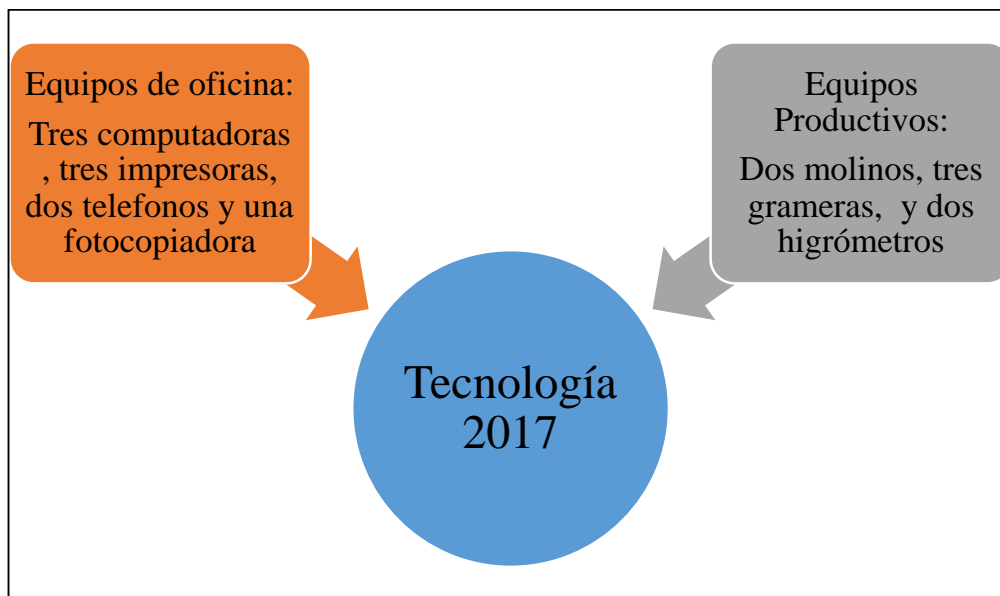 Equipos de oficina:
Tres computadoras
, tres impresoras,
dos telefonos y una
fotocopiadora
Equipos
Productivos:
Dos molinos, tres
grameras,  y dos
higrómetros
Tecnología
2017